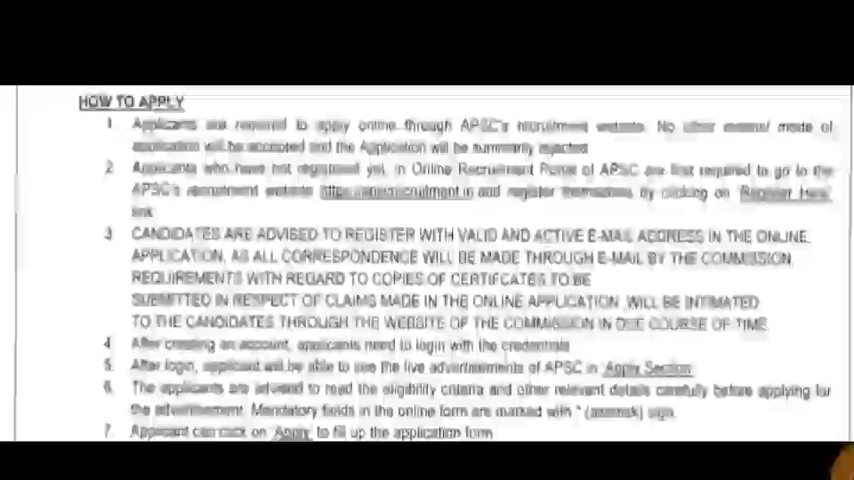 HOW TO APPLY
1. Applicants are required to apply online through APSC's recruitment website. No other means/ mode of
application will be accepted and the Application will be summarily rejected
2. Applicants who have not registered yet, in Online Recruitment Portal of APSC are first required to go to the
APSC's recruitment website and register themselves by clicking on 'Register Here'
link
3 CANDIDATES ARE ADVISED TO REGISTER WITH VALID AND ACTIVE E-MAIL ADDRESS IN THE ONLINE
APPLICATION, AS ALL CORRESPONDENCE WILL BE MADE THROUGH E-MAIL BY THE COMMISSION.
REQUIREMENTS WITH REGARD TO COPIES OF CERTIFCATES TO BE
SUBMITTED IN RESPECT OF CLAIMS MADE IN THE ONLINE APPLICATION WILL BE INTIMATED
TO THE CANDIDATES THROUGH THE WEBSITE OF THE COMMISSION IN DUE COURSE OF TIME
4 After creating an account, applicants need to login with the credentials
5. After login, applicant will be able to see the live advertisements of APSC in 'Apply Section'
6. The applicants are advised to read the eligibility criteria and other relevant details carefully before applying for
the advertisement. Mandatory fields in the online form are marked with * (asterisk) sign.
7. Applicant can click on 'Apply' to fill up the application form